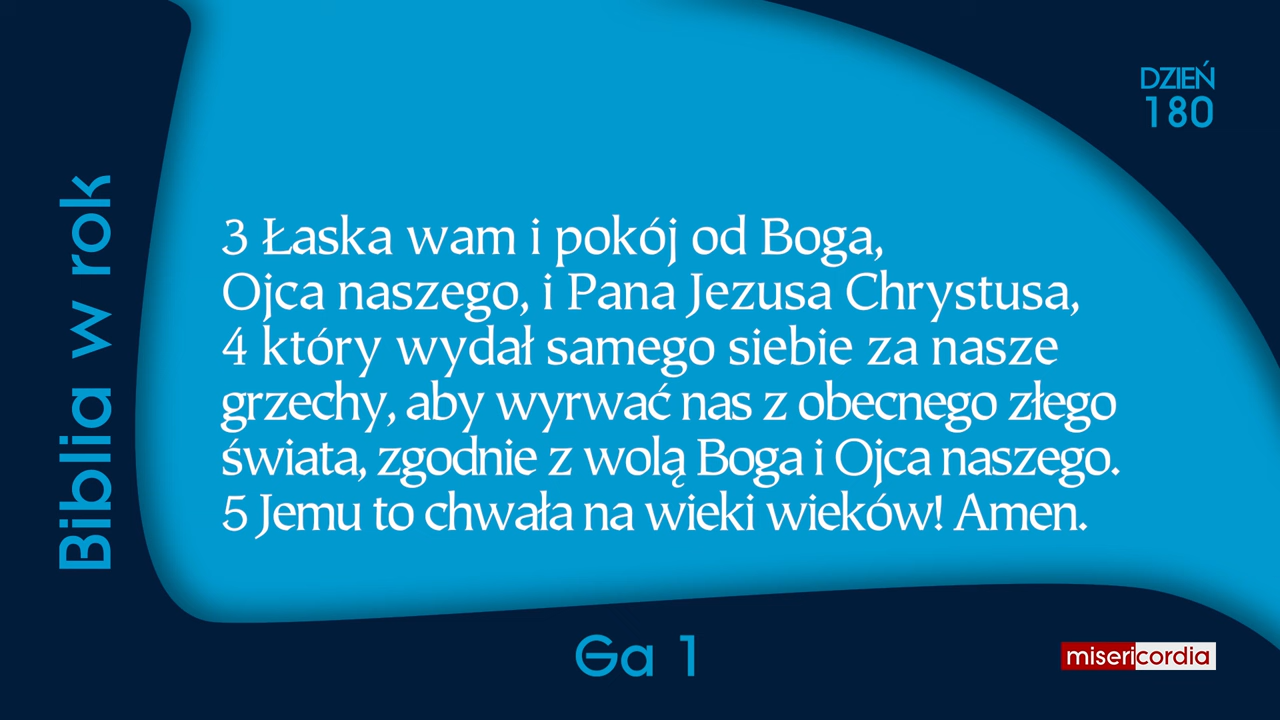 DZIEŃ
180
Biblia w rok
3 Łaska wam i pokój od Boga,
Ojca naszego, i Pana Jezusa Chrystusa,
4 który wydał samego siebie za nasze
grzechy, aby wyrwać nas z obecnego złego
świata, zgodnie z wolą Boga i Ojca naszego.
5 Jemu to chwała na wieki wieków! Amen.
Ga 1
misericordia